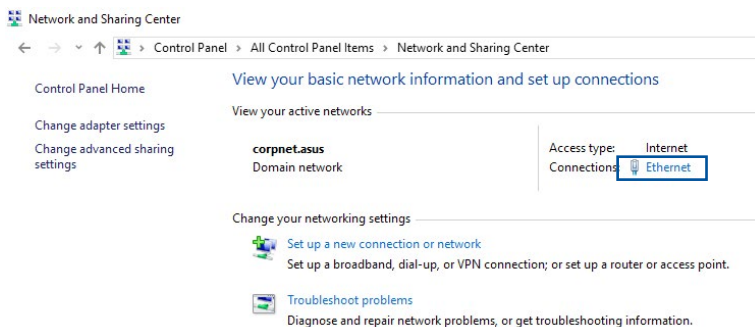 Network and Sharing Center
Control Panel > All Control Panel Items > Network and Sharing Center
Control Panel Home
Change adapter settings
Change advanced sharing
settings
View your basic network information and set up connections
View your active networks
corpnet.asus
Domain network
Access type: Internet
Connections Ethernet
Change your networking settings
Set up a new connection or network
Set up a broadband, dial-up, or VPN connection; or set up a router or access point.
Troubleshoot problems
Diagnose and repair network problems, or get troubleshooting information.